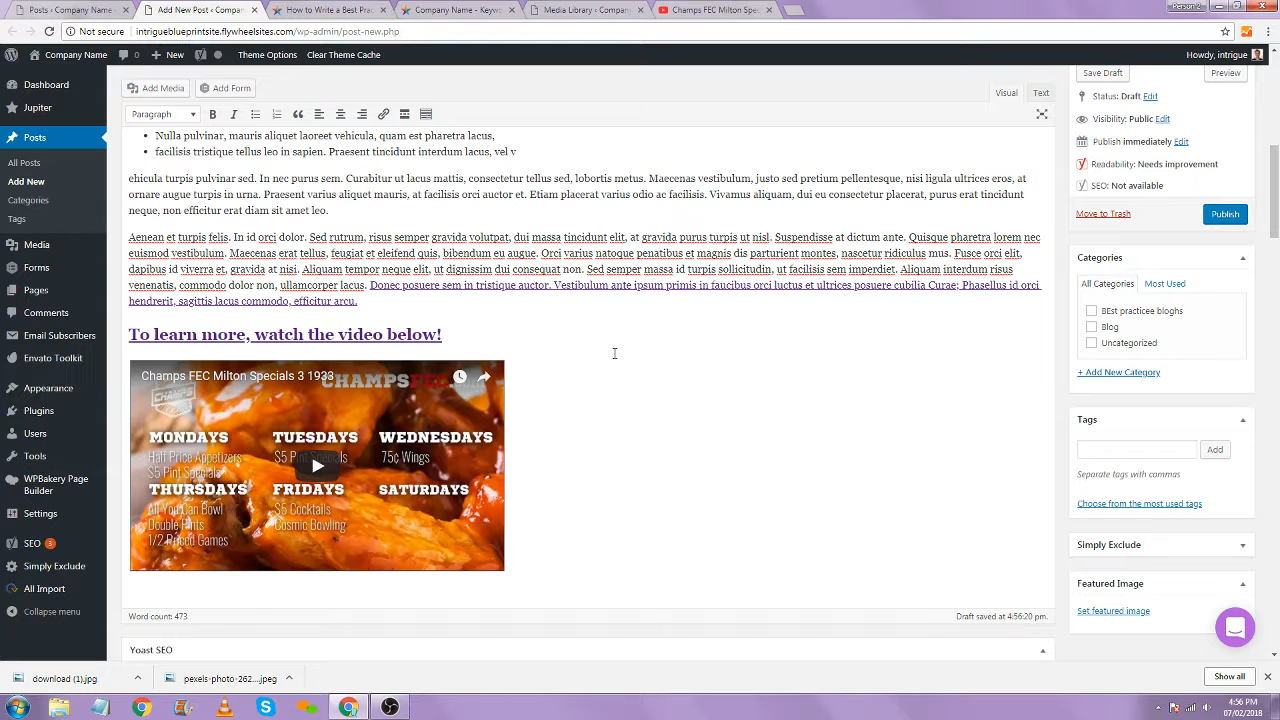 Posts ‹ Company Name -
Add New Post ‹ Compan
How to Write a Best Prac
Company Name - Keywo
Media Library ‹ Compan
Champs FEC Milton Speci
Person 2
Not secure
intrigueblueprintsite.flywheelsites.com/wp-admin/post-new.php
Company Name
0
New
Theme Options
Clear Theme Cache
Howdy, intrigue
Dashboard
Jupiter
Posts
All Posts
Add New
Categories
Tags
Media
Forms
Pages
Comments
Email Subscribers
Envato Toolkit
Appearance
Plugins
Users
Tools
WPBakery Page
Builder
Settings
SEO 3
Simply Exclude
All Import
Collapse menu
Add Media
Add Form
Visual
Text
Paragraph
B
I
• Nulla pulvinar, mauris aliquet laoreet vehicula, quam est pharetra lacus,
• facilisis tristique tellus leo in sapien. Praesent tincidunt interdum lacus, vel v
ehicula turpis pulvinar sed. In nec purus sem. Curabitur ut lacus mattis, consectetur tellus sed, lobortis metus. Maecenas vestibulum, justo sed pretium pellentesque, nisi ligula ultrices eros, at
ornare augue turpis in urna. Praesent varius aliquet mauris, at facilisis orci auctor et. Etiam placerat varius odio ac facilisis. Vivamus aliquam, dui eu consectetur placerat, purus erat tincidunt
neque, non efficitur erat diam sit amet leo.
Aenean et turpis felis. In id orci dolor. Sed rutrum, risus semper gravida volutpat, dui massa tincidunt elit, at gravida purus turpis ut nisl. Suspendisse at dictum ante. Quisque pharetra lorem nec
euismod vestibulum. Maecenas erat tellus, feugiat et eleifend quis, bibendum eu augue. Orci varius natoque penatibus et magnis dis parturient montes, nascetur ridiculus mus. Fusce orci elit,
dapibus id viverra et, gravida at nisi. Aliquam tempor neque elit, ut dignissim dui consequat non. Sed semper massa id turpis sollicitudin, ut facilisis sem imperdiet. Aliquam interdum risus
venenatis, commodo dolor non, ullamcorper lacus. Donec posuere sem in tristique auctor. Vestibulum ante ipsum primis in faucibus orci luctus et ultrices posuere cubilia Curae; Phasellus id orci
hendrerit, sagittis lacus commodo, efficitur arcu.
To learn more, watch the video below!
Champs FEC Milton Specials 3 1933
CHAMPSFEC.
CHAMPS
MONDAYS
Half Price Appetizers
$5 Pint Specials
TUESDAYS
$5 Pint Specials
WEDNESDAYS
75¢ Wings
THURSDAYS
All You Can Bowl
Double Pints
1/2 Priced Games
FRIDAYS
$5 Cocktails
Cosmic Bowling
SATURDAYS
Word count: 473
Draft saved at 4:56:20 pm.
Yoast SEO
Save Draft
Preview
Status: Draft Edit
Visibility: Public Edit
Publish immediately Edit
Readability: Needs improvement
SEO: Not available
Move to Trash
Publish
Categories
All Categories
Most Used
BEst practicee bloghs
Blog
Uncategorized
+ Add New Category
Tags
Add
Separate tags with commas
Choose from the most used tags
Simply Exclude
Featured Image
Set featured image
download (1).jpg
pexels-photo-262....jpeg
Show all
4:56 PM
07/02/2018